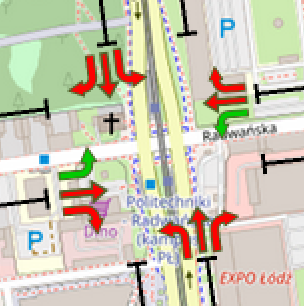 P
Radwańska
Politechniki
Radwańska
(kampus
PŁ)
Dino
P
EXPO Łódź